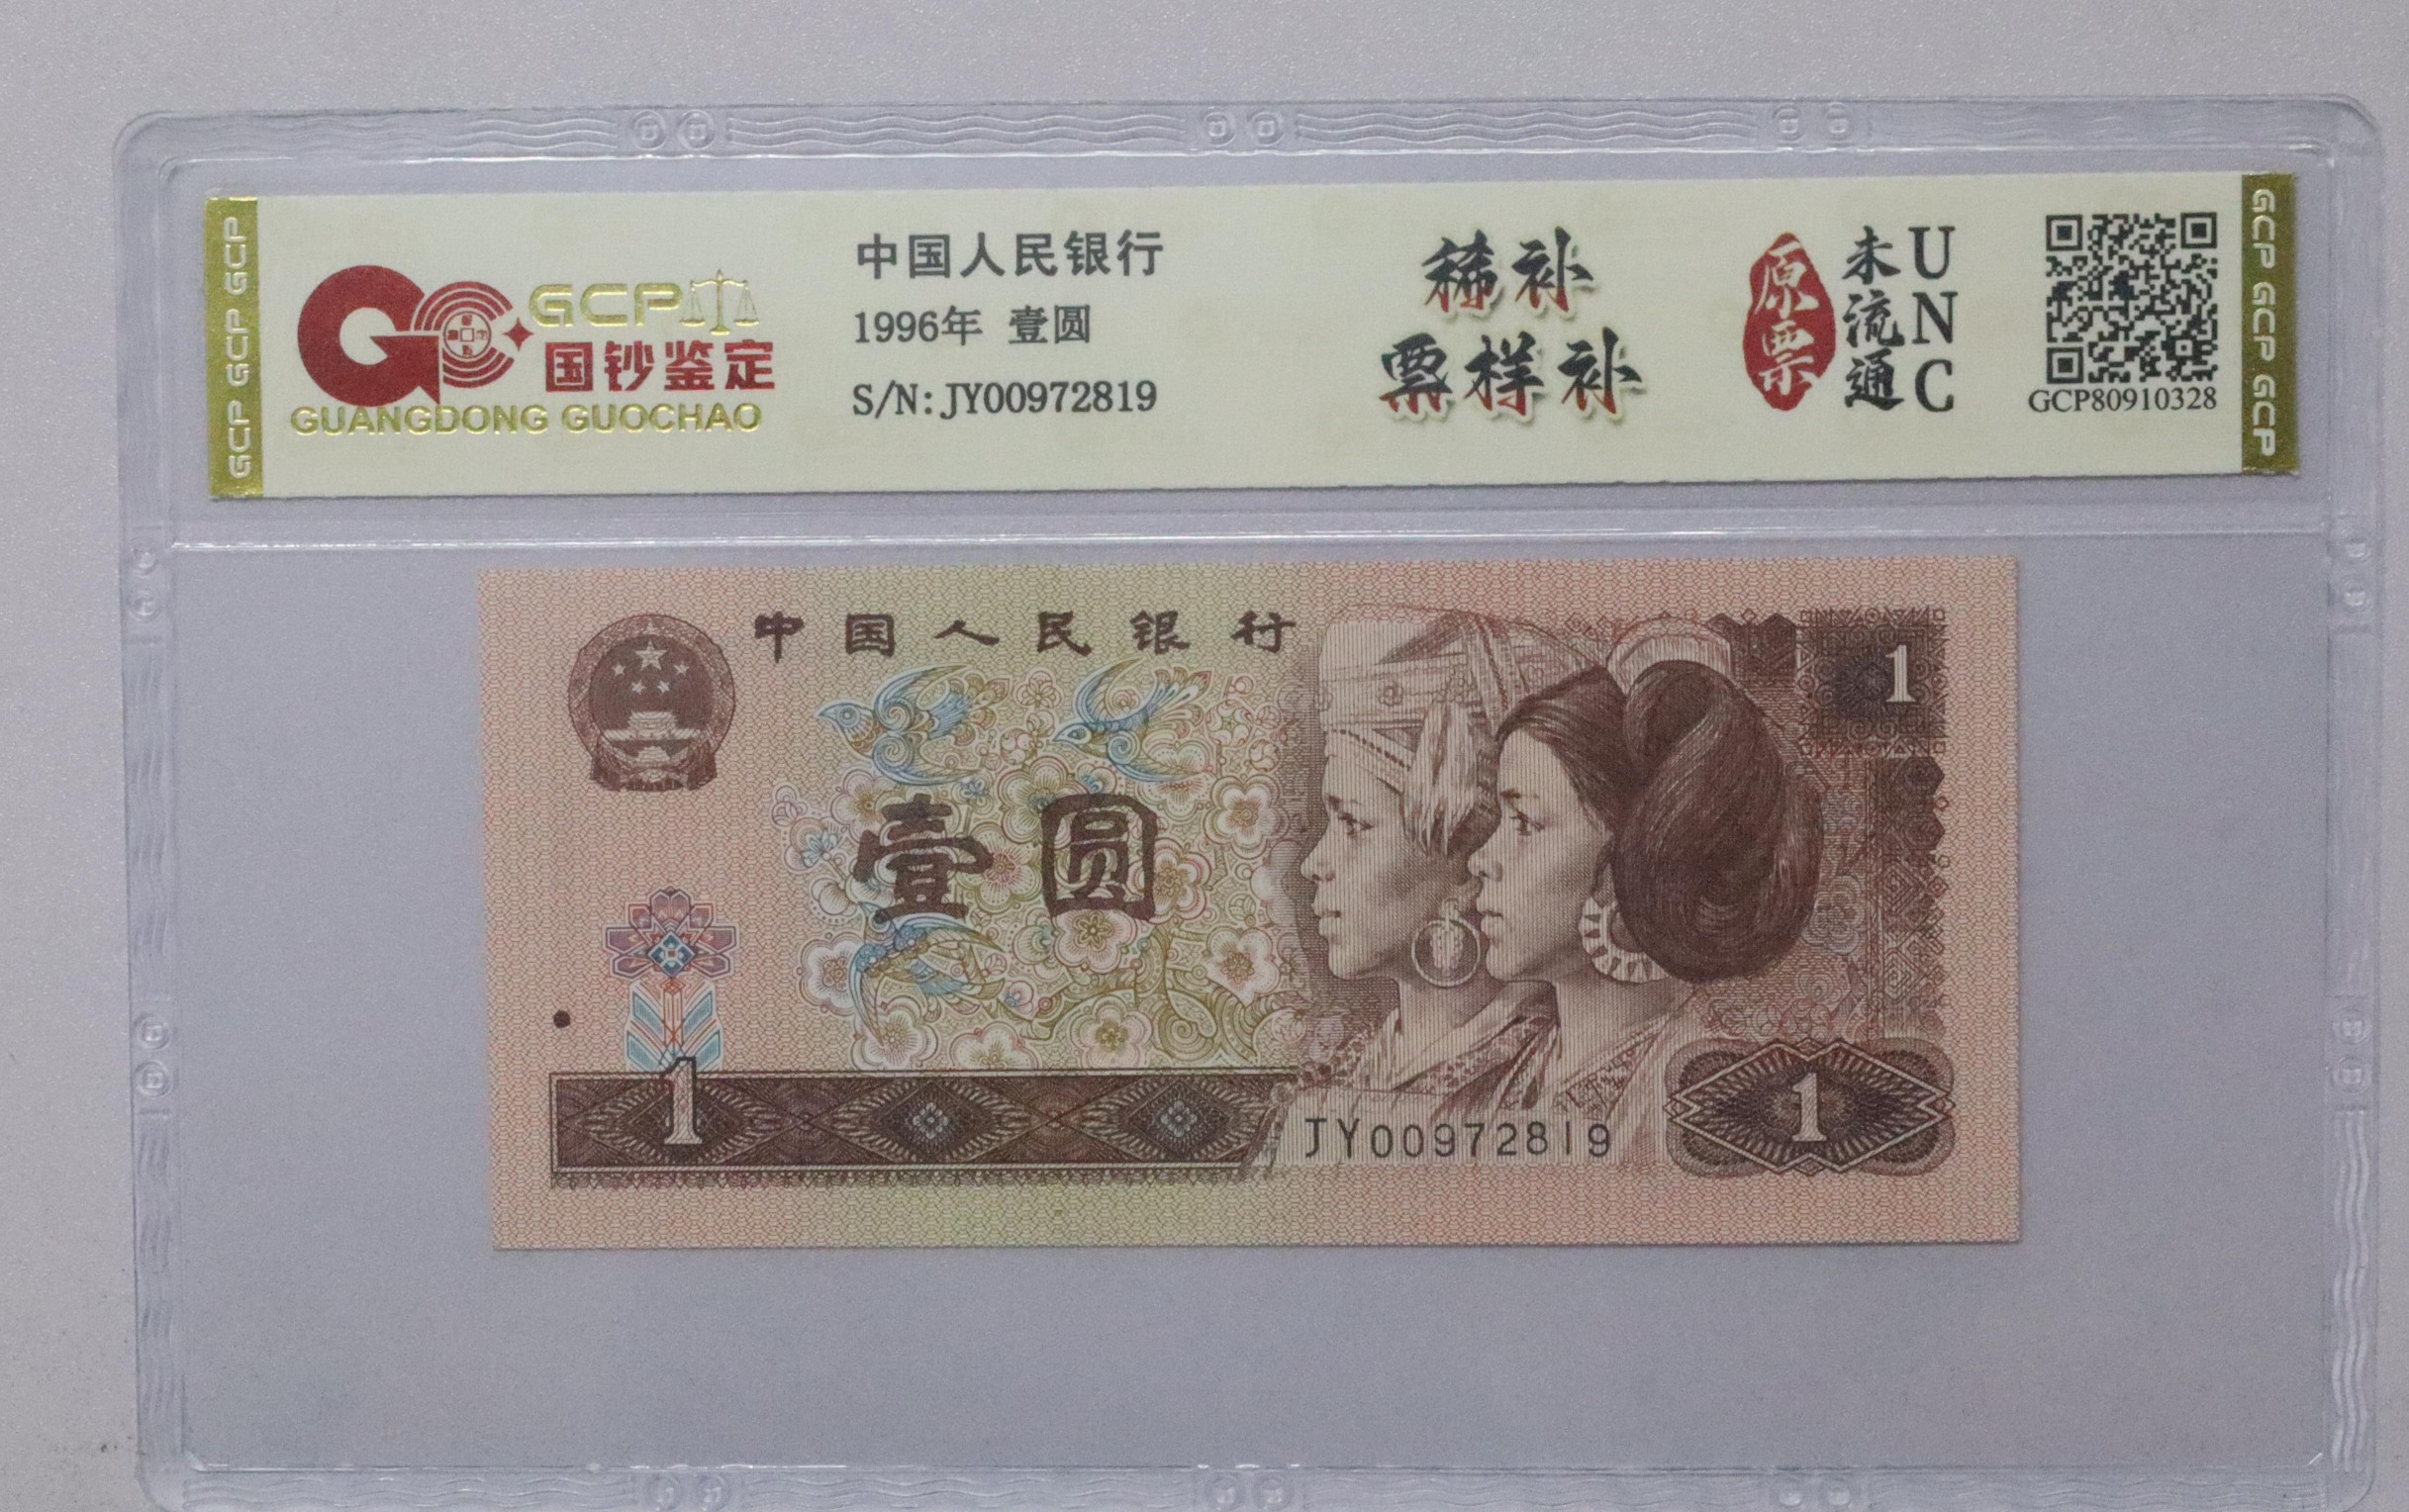 GCP GCP GCP
GCP
国钞鉴定
GUANGDONG GUOCHAO
中国人民银行
1996年 壹圆
S/N: JY00972819
稀补
票样补
原票
未流通
UNC
GCP80910328
GCP GCP GCP
中国人民银行
1
壹圆
1
JY00972819
1